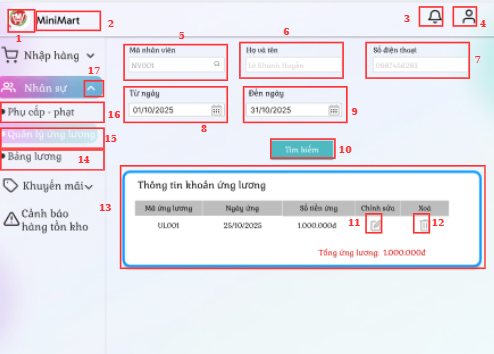 MiniMart
1
2
3
4
5
6
7
Nhập hàng
Mã nhân viên
NV001
Họ và tên
Lê Khánh Huyền
Số điện thoại
0987456283
17
Nhân sự
Từ ngày
01/10/2025
Đến ngày
31/10/2025
8
9
Phụ cấp - phạt
16
Quản lý ứng lương
15
Bảng lương
14
Tìm kiếm
10
Khuyến mãi
13
Cảnh báo
hàng tồn kho
Thông tin khoản ứng lương
Mã ứng lương Ngày ứng Số tiền ứng Chỉnh sửa Xoá
UL001 25/10/2025 1.000.000đ 11 12
Tổng ứng lương: 1.000.000đ